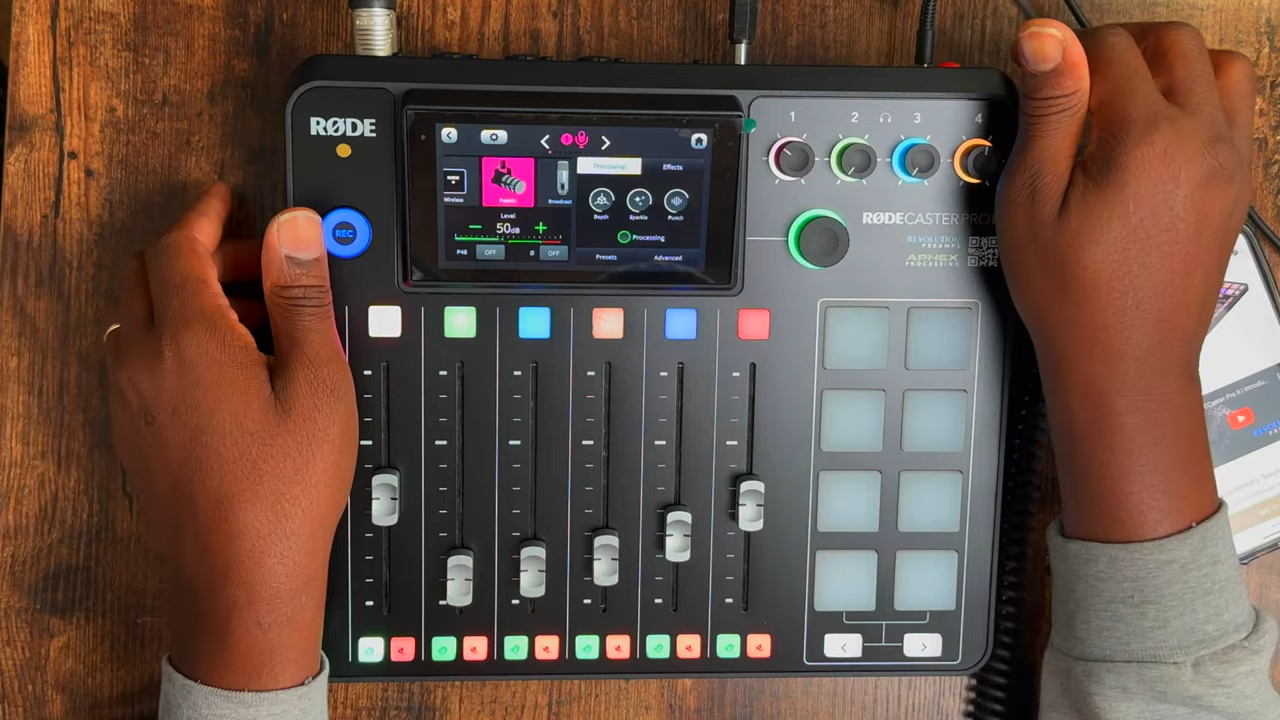 RØDE
REC
Wireless
PodMic
Broadcast
Level
50dB
P48
OFF
Ø
OFF
Processing
Effects
Depth
Sparkle
Punch
Processing
Presets
Advanced
1
2
3
4
RØDECASTER PRO
REVOLUTION
PREAMPS
APHEX
PROCESSING